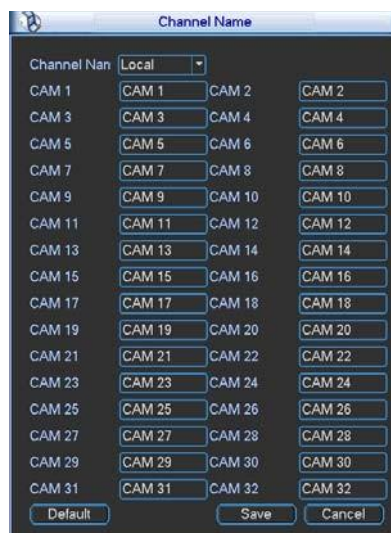 Channel Name
Channel Nan Local
CAM 1 CAM 1 CAM 2 CAM 2
CAM 3 CAM 3 CAM 4 CAM 4
CAM 5 CAM 5 CAM 6 CAM 6
CAM 7 CAM 7 CAM 8 CAM 8
CAM 9 CAM 9 CAM 10 CAM 10
CAM 11 CAM 11 CAM 12 CAM 12
CAM 13 CAM 13 CAM 14 CAM 14
CAM 15 CAM 15 CAM 16 CAM 16
CAM 17 CAM 17 CAM 18 CAM 18
CAM 19 CAM 19 CAM 20 CAM 20
CAM 21 CAM 21 CAM 22 CAM 22
CAM 23 CAM 23 CAM 24 CAM 24
CAM 25 CAM 25 CAM 26 CAM 26
CAM 27 CAM 27 CAM 28 CAM 28
CAM 29 CAM 29 CAM 30 CAM 30
CAM 31 CAM 31 CAM 32 CAM 32
Default Save Cancel